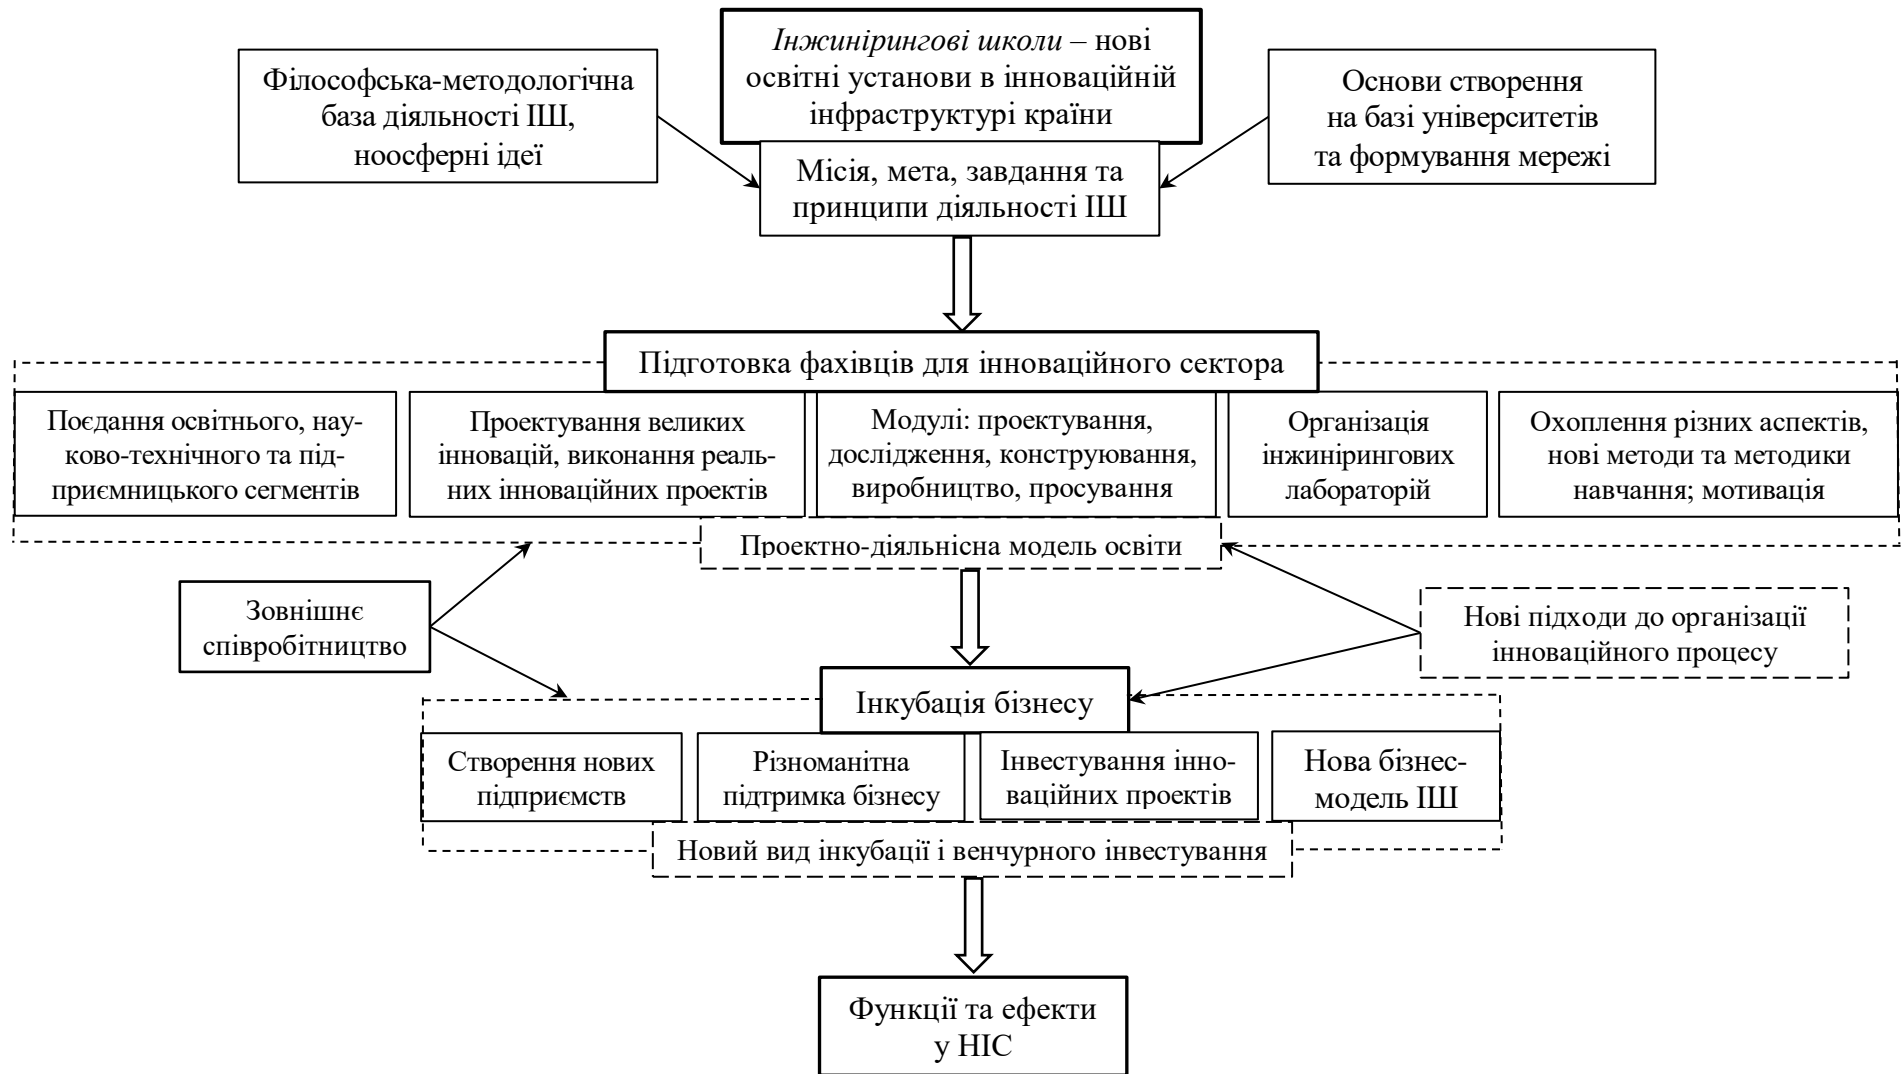 Інжинірингові школи – нові
освітні установи в інноваційній
інфраструктурі країни
Філософська-методологічна
база діяльності ІШ,
ноосферні ідеї
Основи створення
на базі університетів
та формування мережі
Місія, мета, завдання та
принципи діяльності ІШ
Підготовка фахівців для інноваційного сектора
Поєдання освітнього, нау-
ково-технічного та під-
приємницького сегментів
Проектування великих
інновацій, виконання реаль-
них інноваційних проектів
Модулі: проектування,
дослідження, конструювання,
виробництво, просування
Організація
інжинірингових
лабораторій
Охоплення різних аспектів,
нові методи та методики
навчання; мотивація
Проектно-діяльнісна модель освіти
Зовнішнє
співробітництво
Нові підходи до організації
інноваційного процесу
Інкубація бізнесу
Створення нових
підприємств
Різноманітна
підтримка бізнесу
Інвестування інно-
ваційних проектів
Нова бізнес-
модель ІШ
Новий вид інкубації і венчурного інвестування
Функції та ефекти
у НІС